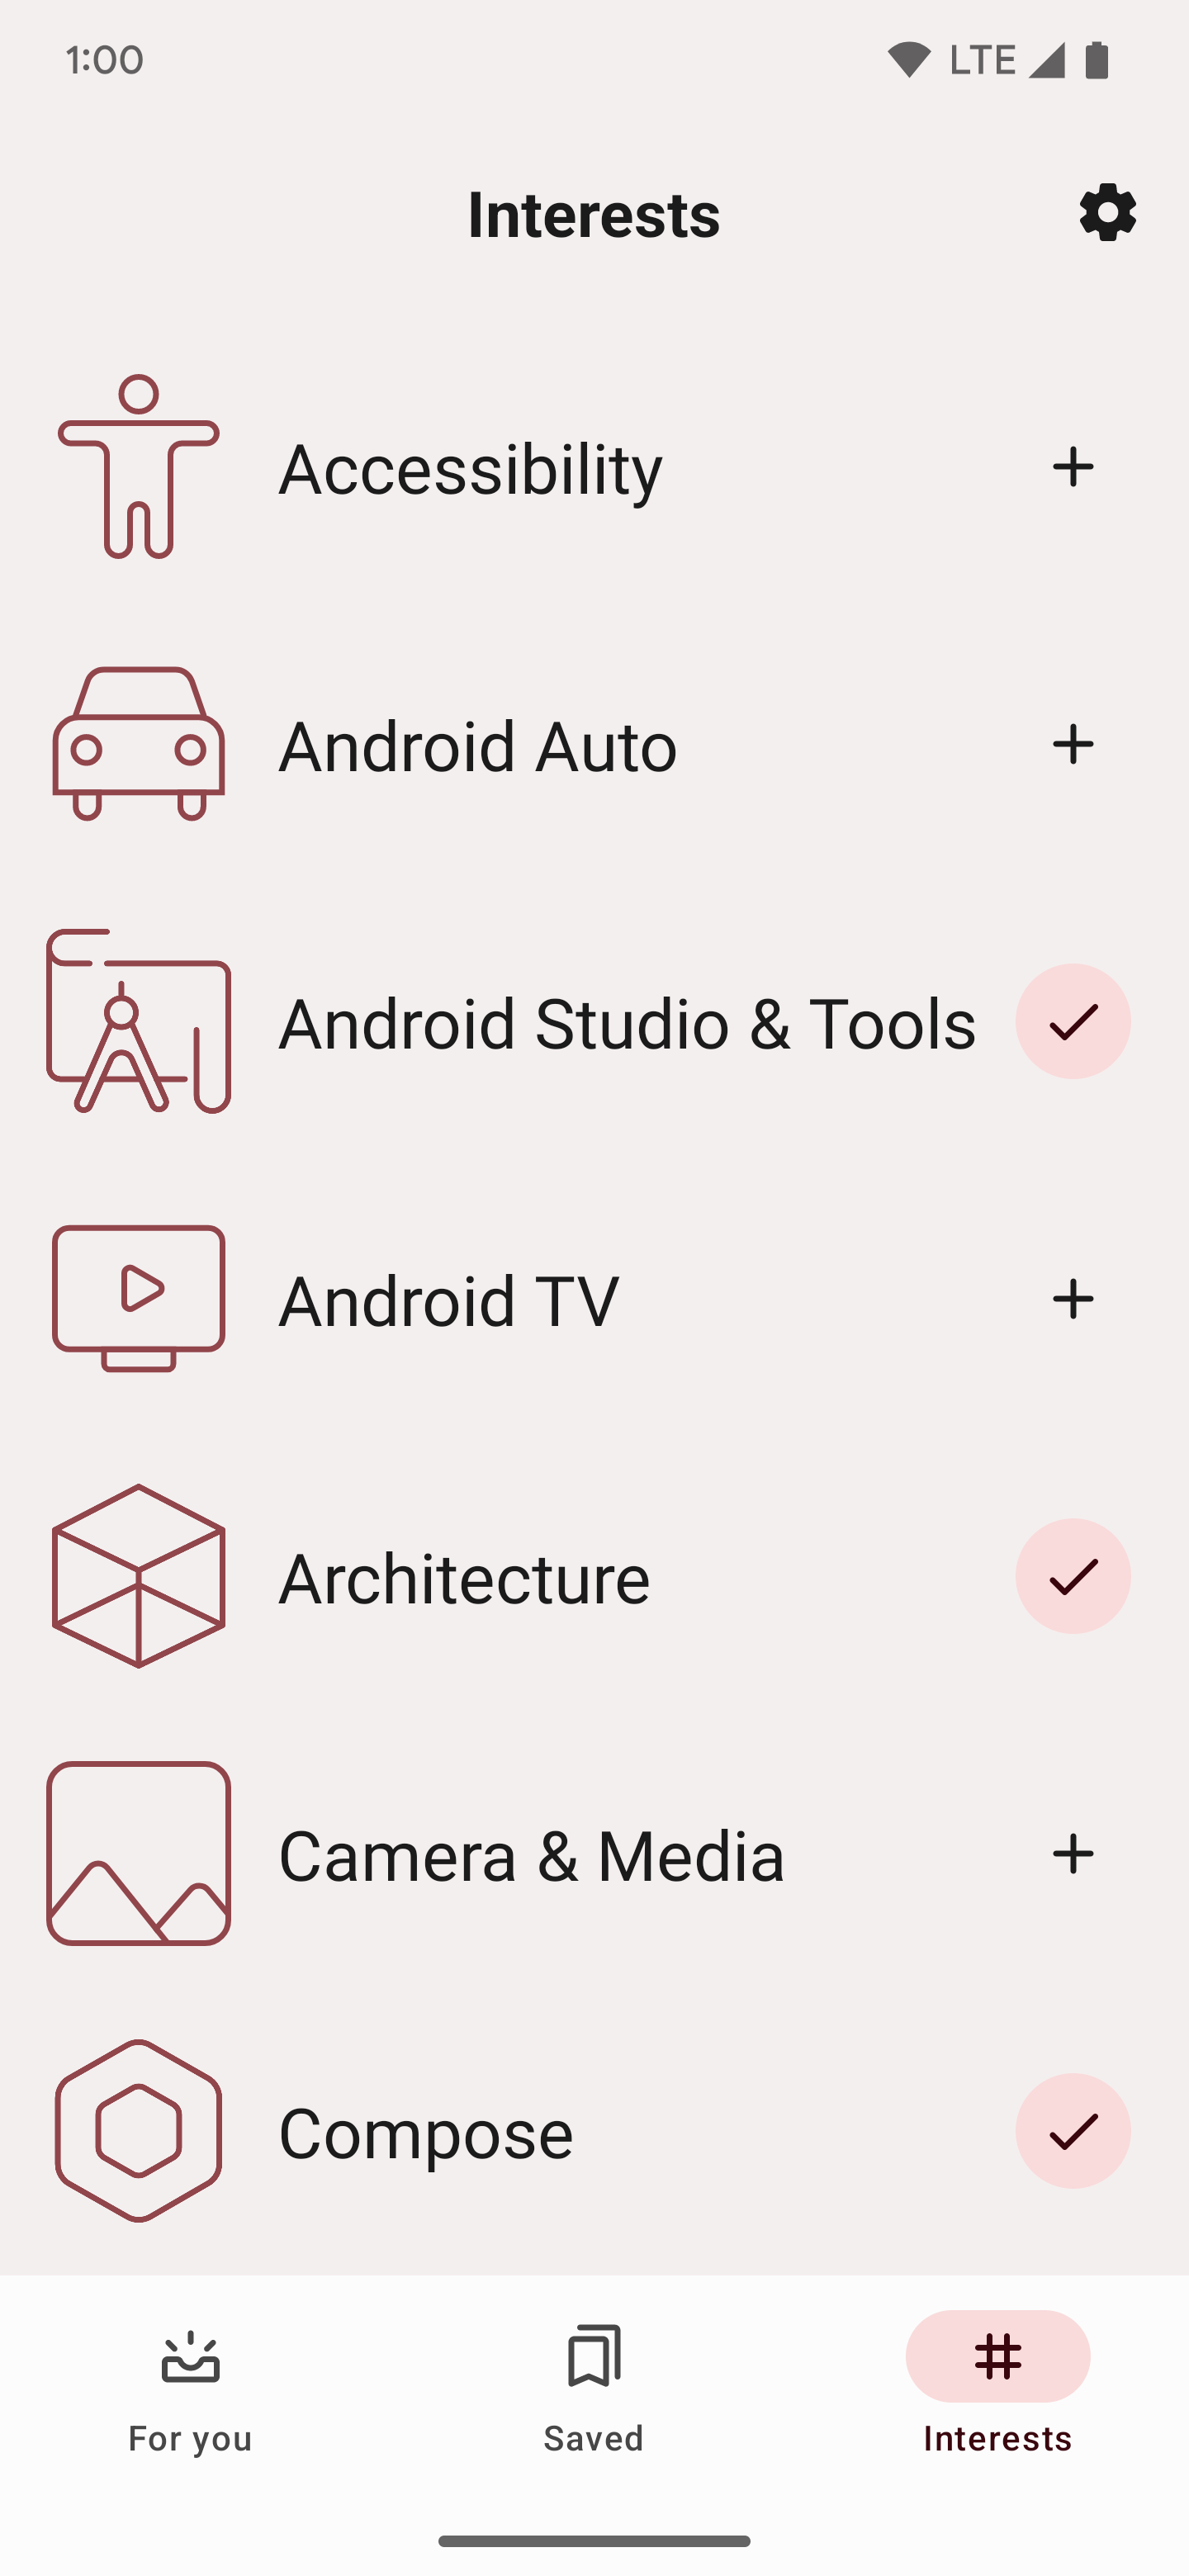 1:00 LTE
Interests
Accessibility
Android Auto
Android Studio & Tools
Android TV
Architecture
Camera & Media
Compose
For you Saved Interests